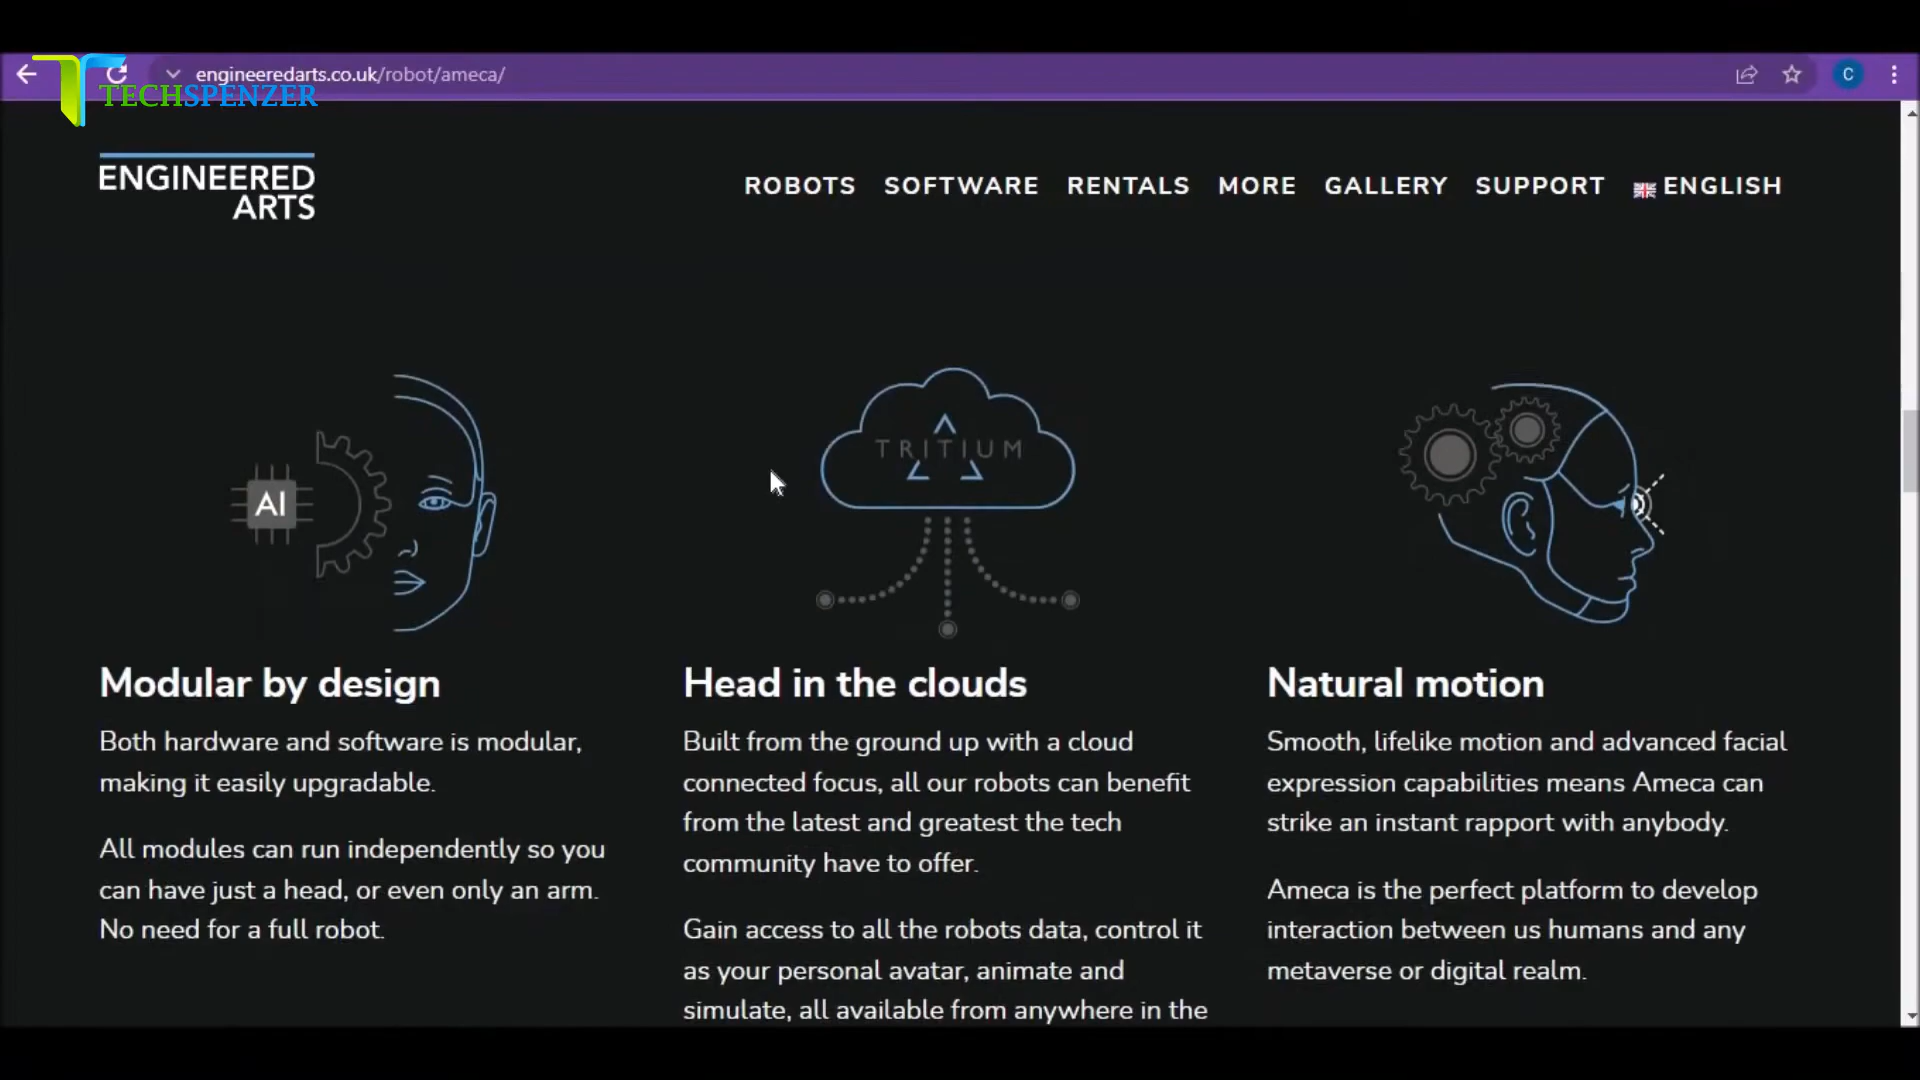 engineeredarts.co.uk/robot/ameca/
C
TECHSPENZER
ENGINEERED
ARTS
ROBOTS SOFTWARE RENTALS MORE GALLERY SUPPORT ENGLISH
AI
TRITIUM
Modular by design
Both hardware and software is modular,
making it easily upgradable.
All modules can run independently so you
can have just a head, or even only an arm.
No need for a full robot.
Head in the clouds
Built from the ground up with a cloud
connected focus, all our robots can benefit
from the latest and greatest the tech
community have to offer.
Gain access to all the robots data, control it
as your personal avatar, animate and
simulate, all available from anywhere in the
Natural motion
Smooth, lifelike motion and advanced facial
expression capabilities means Ameca can
strike an instant rapport with anybody.
Ameca is the perfect platform to develop
interaction between us humans and any
metaverse or digital realm.